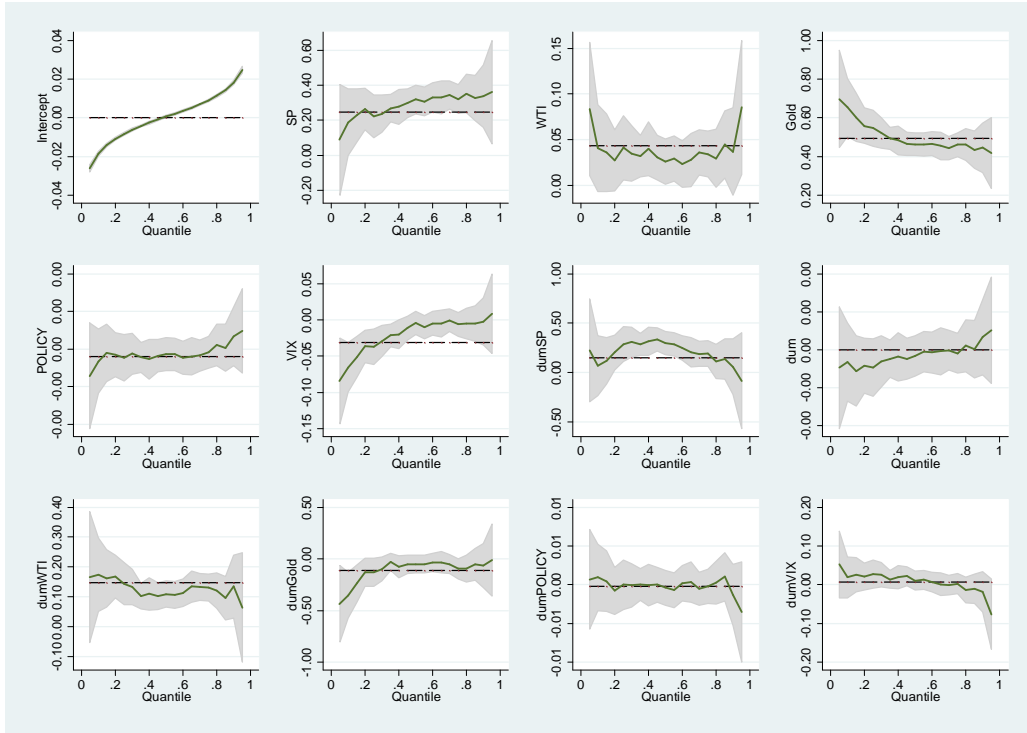 0.04
0.02
0.00
-0.02
-0.04
Intercept
0 .2 .4 .6 .8 1
Quantile
0.60
0.40
0.20
0.00
-0.20
SP
0 .2 .4 .6 .8 1
Quantile
0.15
0.10
0.05
0.00
WTI
0 .2 .4 .6 .8 1
Quantile
1.00
0.80
0.60
0.40
0.20
Gold
0 .2 .4 .6 .8 1
Quantile
0.00
0.00
-0.00
-0.00
-0.00
POLICY
0 .2 .4 .6 .8 1
Quantile
0.05
0.00
-0.05
-0.10
-0.15
VIX
0 .2 .4 .6 .8 1
Quantile
1.00
0.50
0.00
-0.50
dumSP
0 .2 .4 .6 .8 1
Quantile
0.00
0.00
0.00
-0.00
-0.00
dum
0 .2 .4 .6 .8 1
Quantile
0.40
0.30
0.20
0.10
0.00
-0.10
dumWTI
0 .2 .4 .6 .8 1
Quantile
0.50
0.00
-0.50
-1.00
dumGold
0 .2 .4 .6 .8 1
Quantile
0.01
0.01
-0.00
-0.01
-0.01
dumPOLICY
0 .2 .4 .6 .8 1
Quantile
0.20
0.10
0.00
-0.10
-0.20
dumVIX
0 .2 .4 .6 .8 1
Quantile